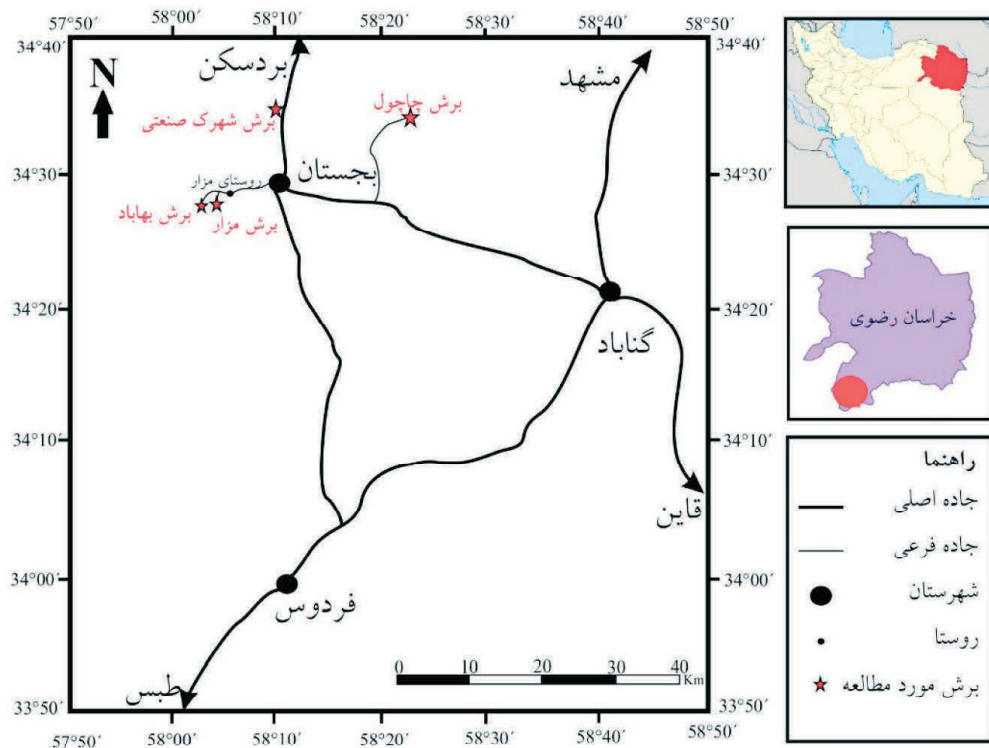 57°50´ 58°00´ 58°10´ 58°20´ 58°30´ 58°40´ 58°50´
34°40´ 34°40´
N
بردسکن
مشهد
برش شهرک صنعتی
برش چاچول
34°30´ 34°30´
بجستان
روستای مزار
برش بهاباد
برش مزار
34°20´ 34°20´
گناباد
34°10´ 34°10´
قاین
34°00´ 34°00´
فردوس
طبس
0 10 20 30 40
Km
33°50´ 33°50´
57°50´ 58°00´ 58°10´ 58°20´ 58°30´ 58°40´ 58°50´
خراسان رضوی
راهنما
جاده اصلی
جاده فرعی
شهرستان
روستا
برش مورد مطالعه